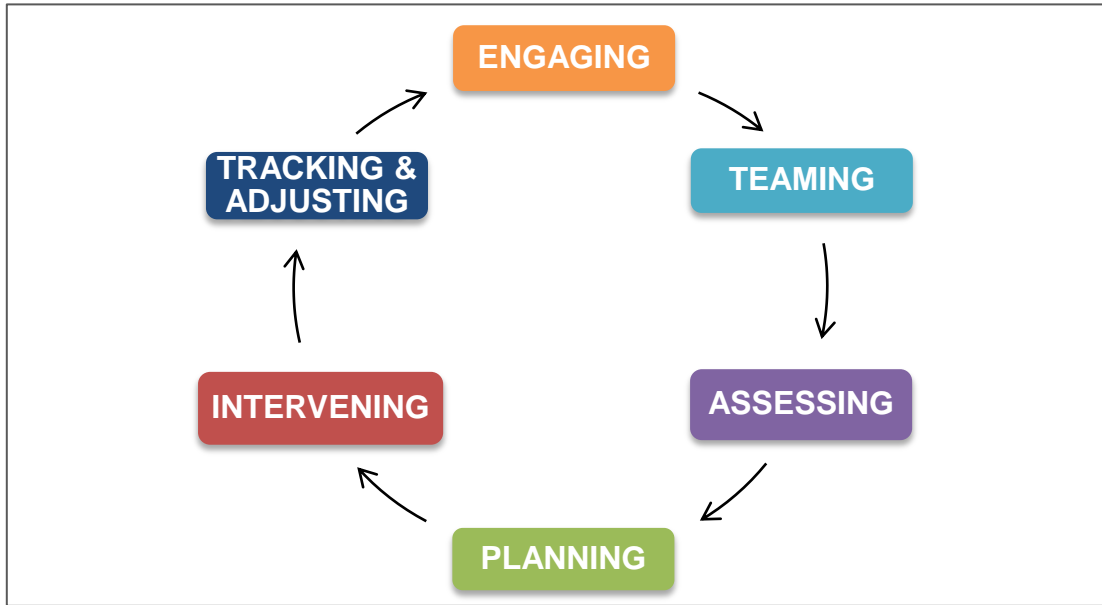 ENGAGING
TEAMING
ASSESSING
PLANNING
INTERVENING
TRACKING &
ADJUSTING